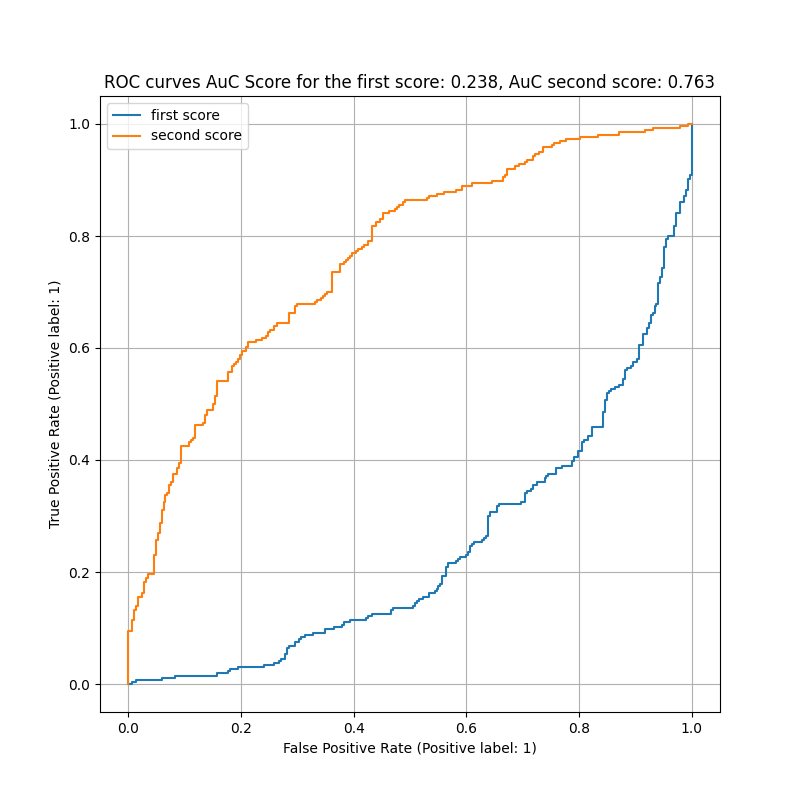 ROC curves AuC Score for the first score: 0.238, AuC second score: 0.763
first score
second score
True Positive Rate (Positive label: 1)
1.0
0.8
0.6
0.4
0.2
0.0
0.0 0.2 0.4 0.6 0.8 1.0
False Positive Rate (Positive label: 1)